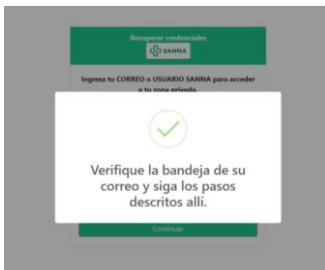 Recuperar credenciales
SANNA
Ingresa tu CORREO o USUARIO SANNA para acceder
a tu zona privada.
Verifique la bandeja de su
correo y siga los pasos
descritos allí.
Continuar